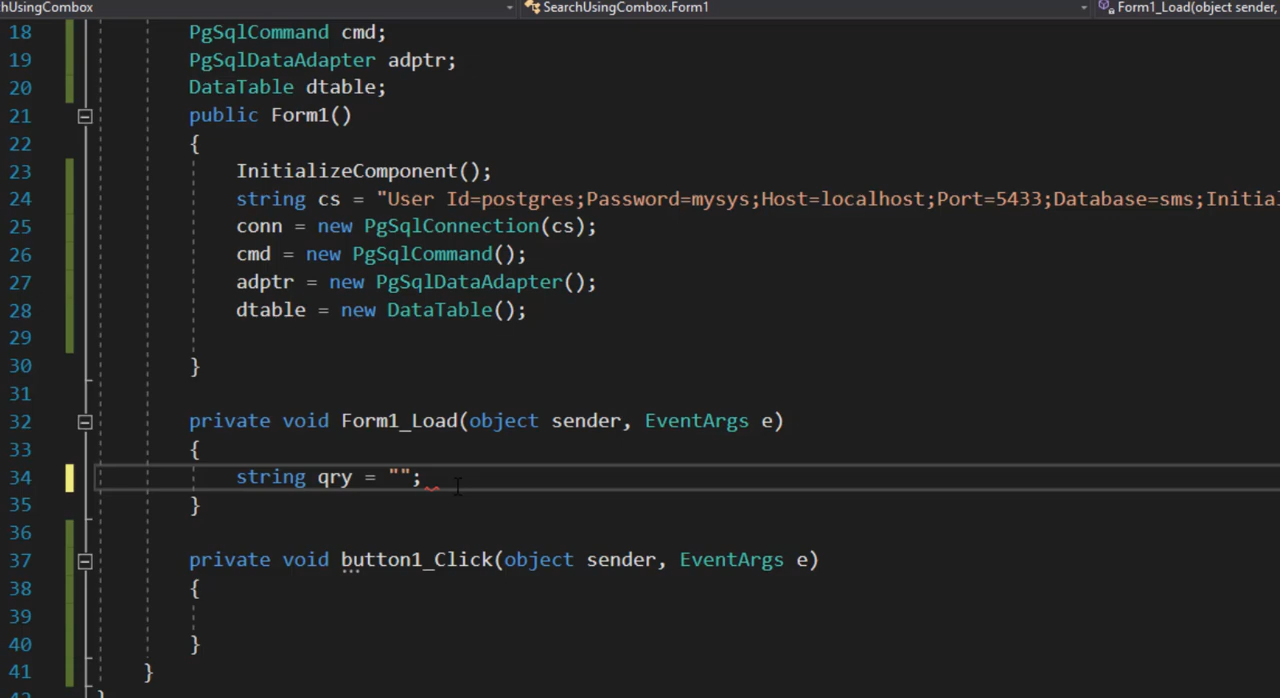 hUsingCombox SearchUsingCombox.Form1 Form1_Load(object sender,
18 PgSqlCommand cmd;
19 PgSqlDataAdapter adptr;
20 DataTable dtable;
21 public Form1()
22 {
23 InitializeComponent();
24 string cs = "User Id=postgres;Password=mysys;Host=localhost;Port=5433;Database=sms;Initia
25 conn = new PgSqlConnection(cs);
26 cmd = new PgSqlCommand();
27 adptr = new PgSqlDataAdapter();
28 dtable = new DataTable();
29
30 }
31
32 private void Form1_Load(object sender, EventArgs e)
33 {
34 string qry = "";
35 }
36
37 private void button1_Click(object sender, EventArgs e)
38 {
39
40 }
41 }